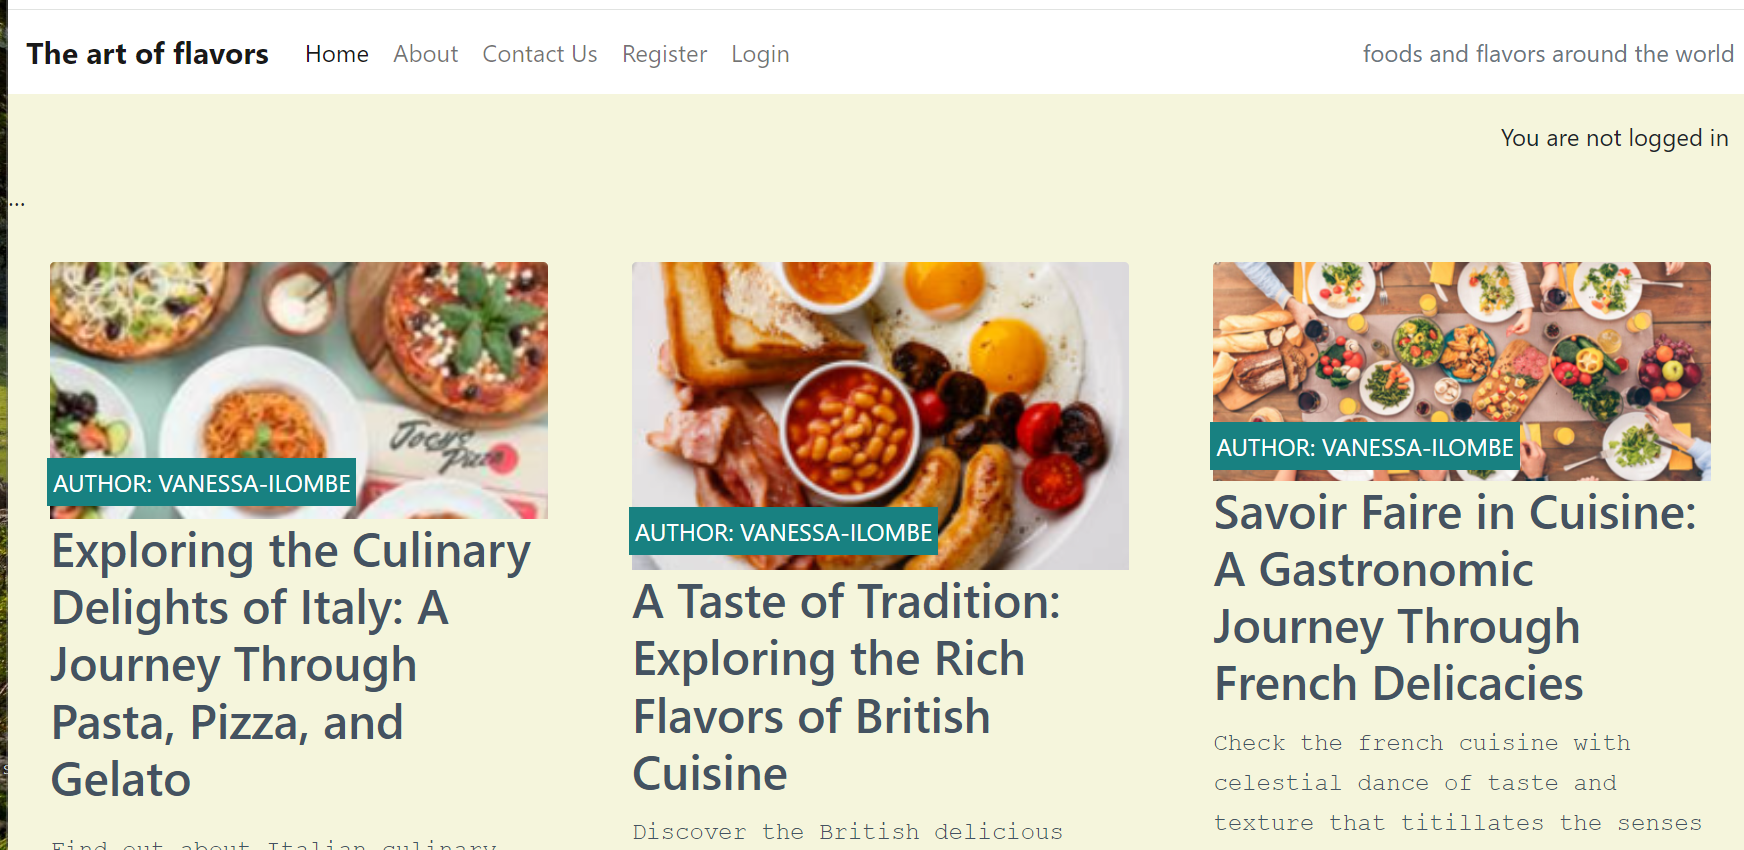 The art of flavors Home About Contact Us Register Login foods and flavors around the world
You are not logged in
...
Jocys
Pizza
AUTHOR: VANESSA-ILOMBE
Exploring the Culinary
Delights of Italy: A
Journey Through
Pasta, Pizza, and
Gelato
Find out about Italian culinary
AUTHOR: VANESSA-ILOMBE
A Taste of Tradition:
Exploring the Rich
Flavors of British
Cuisine
Discover the British delicious
AUTHOR: VANESSA-ILOMBE
Savoir Faire in Cuisine:
A Gastronomic
Journey Through
French Delicacies
Check the french cuisine with
celestial dance of taste and
texture that titillates the senses